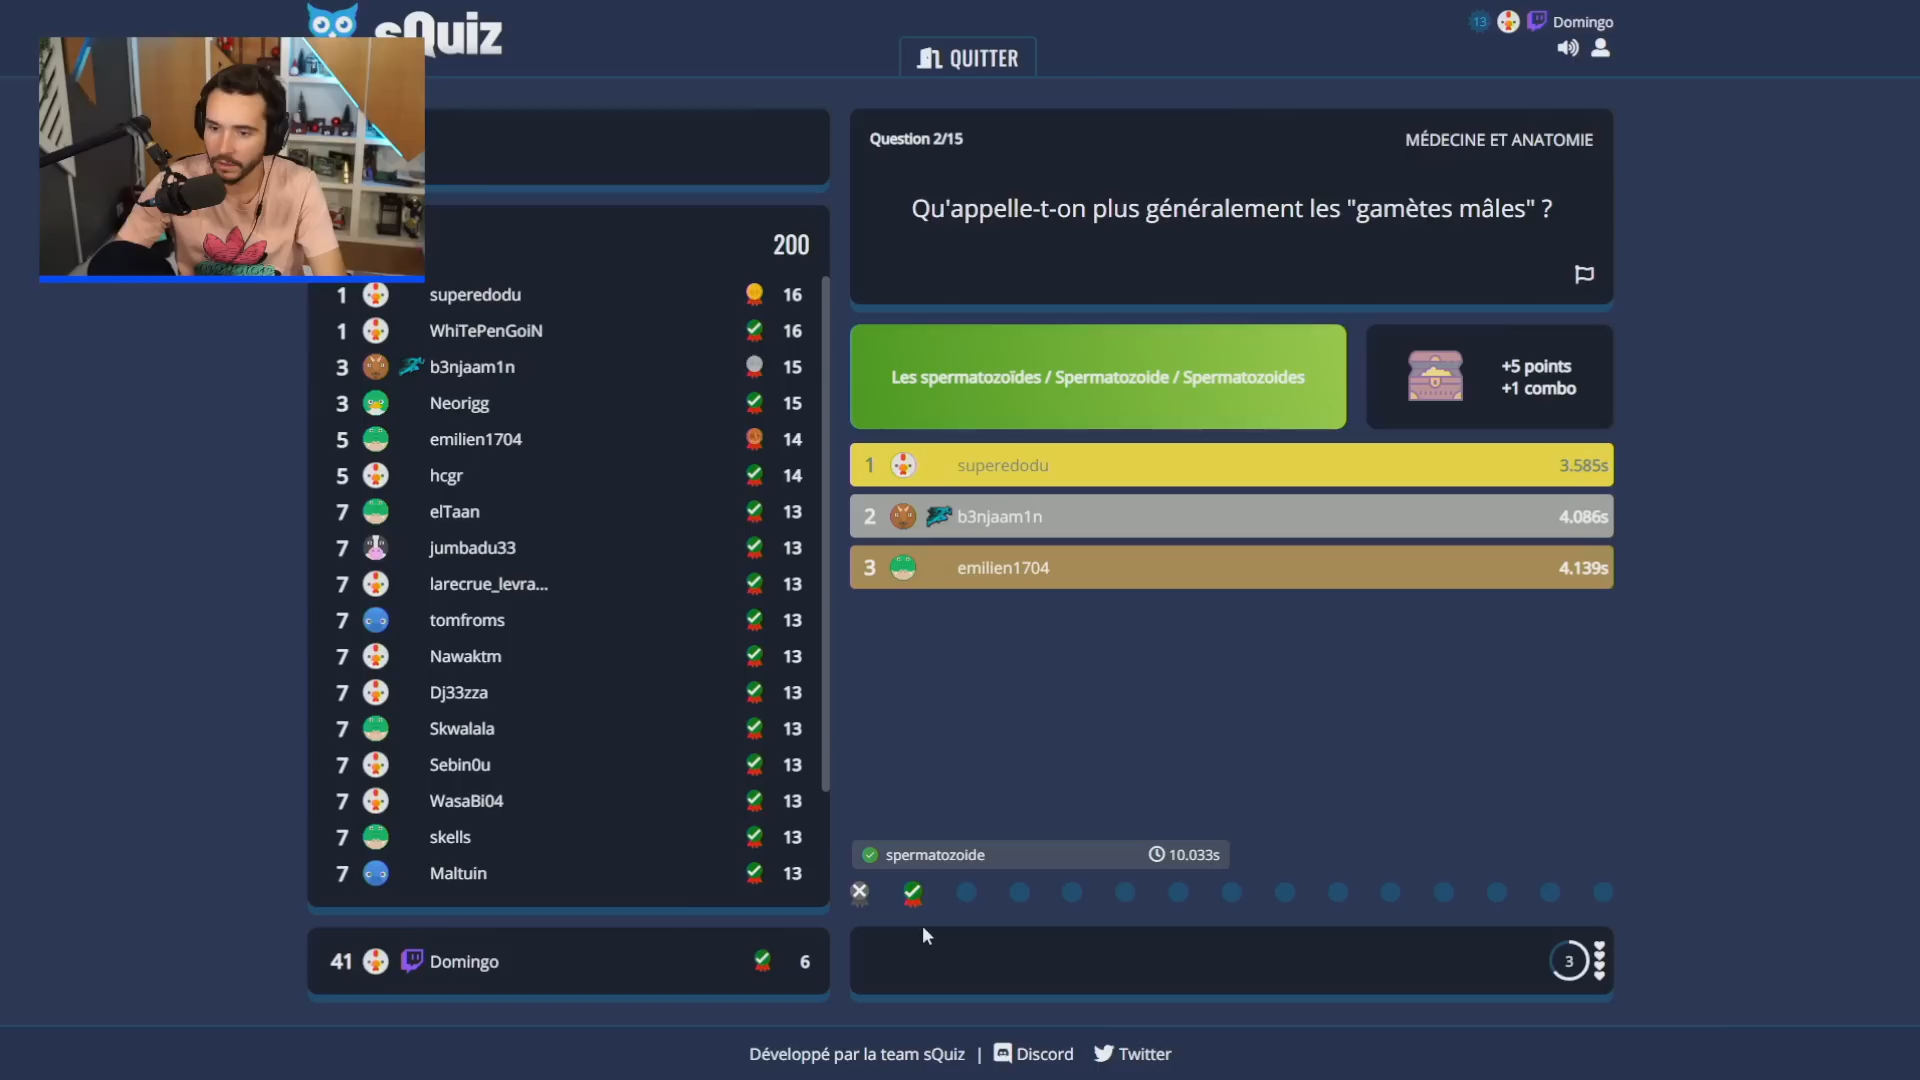 sQuiz
QUITTER
13 Domingo
Question 2/15
MÉDECINE ET ANATOMIE
Qu'appelle-t-on plus généralement les "gamètes mâles" ?
200
1 superedodu 16
1 WhiTePenGoiN 16
3 b3njaam1n 15
3 Neorigg 15
5 emilien1704 14
5 hcgr 14
7 elTaan 13
7 jumbadu33 13
7 larecrue_levra... 13
7 tomfroms 13
7 Nawaktm 13
7 Dj33zza 13
7 Skwalala 13
7 Sebin0u 13
7 WasaBi04 13
7 skells 13
7 Maltuin 13
41 Domingo 6
Les spermatozoïdes / Spermatozoide / Spermatozoides
+5 points
+1 combo
1 superedodu 3.585s
2 b3njaam1n 4.086s
3 emilien1704 4.139s
spermatozoide 10.033s
3
Développé par la team sQuiz | Discord Twitter